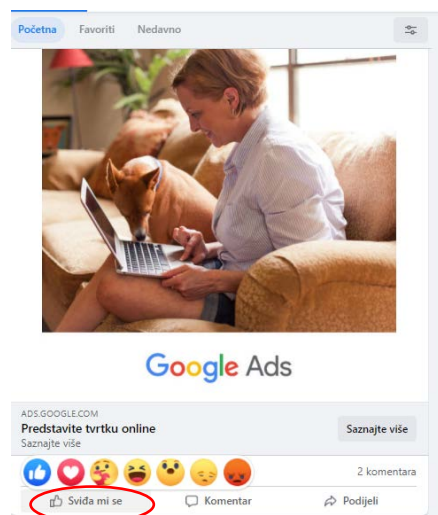 Početna Favoriti Nedavno
Google Ads
ADS.GOOGLE.COM
Predstavite tvrtku online
Saznajte više
Saznajte više
2 komentara
Sviđa mi se Komentar Podijeli